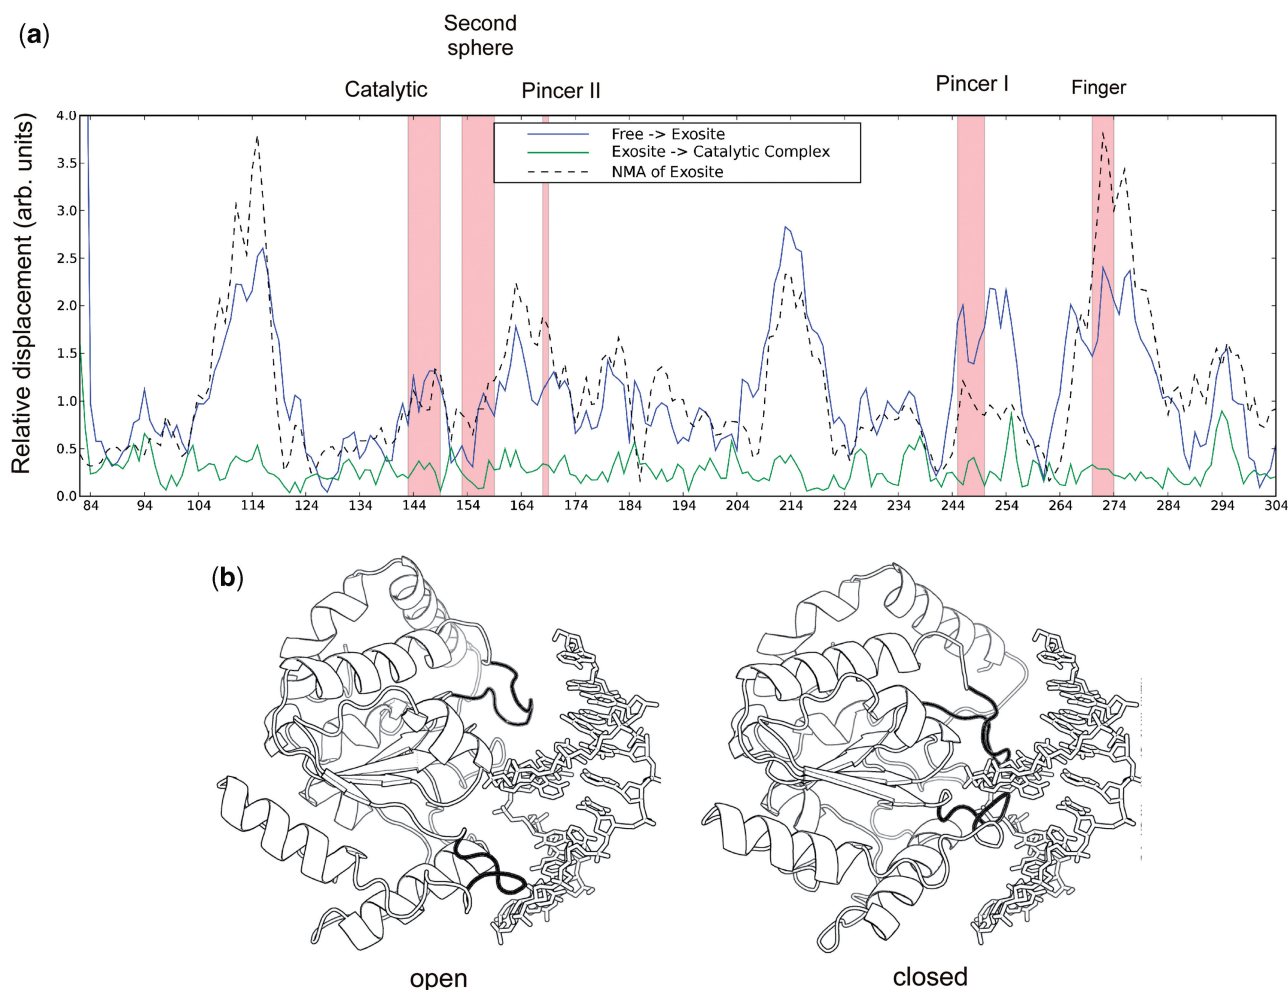 (a)
Second
sphere
Catalytic
Pincer II
Pincer I
Finger
Relative displacement (arb. units)
4.0
3.5
3.0
2.5
2.0
1.5
1.0
0.5
0.0
Free -> Exosite
Exosite -> Catalytic Complex
NMA of Exosite
84 94 104 114 124 134 144 154 164 174 184 194 204 214 224 234 244 254 264 274 284 294 304
(b)
open
closed